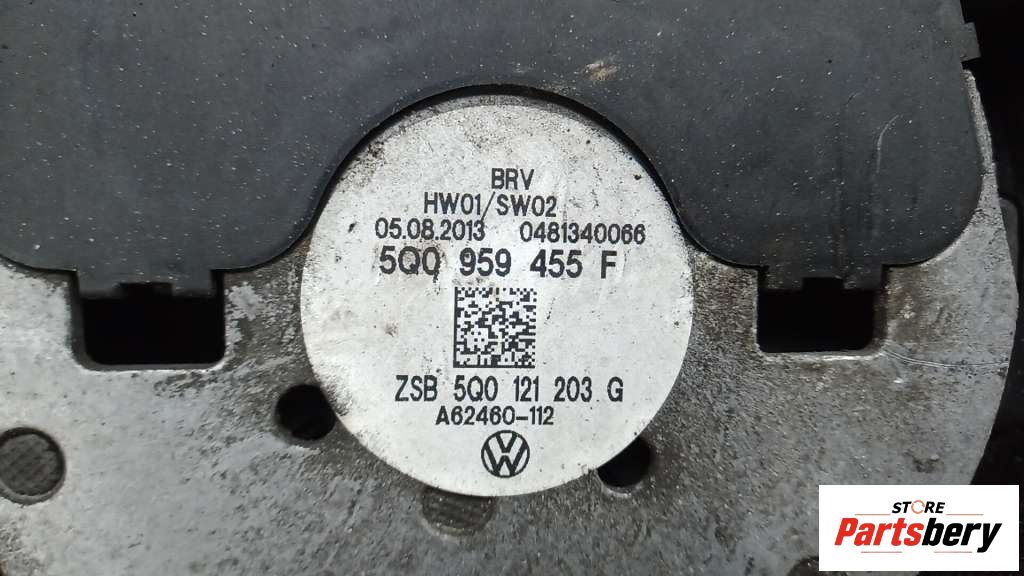 BRV
HW01/SW02
05.08.2013 0481340066
5Q0 959 455 F
ZSB 5Q0 121 203 G
A62460-112
STORE
Partsbery